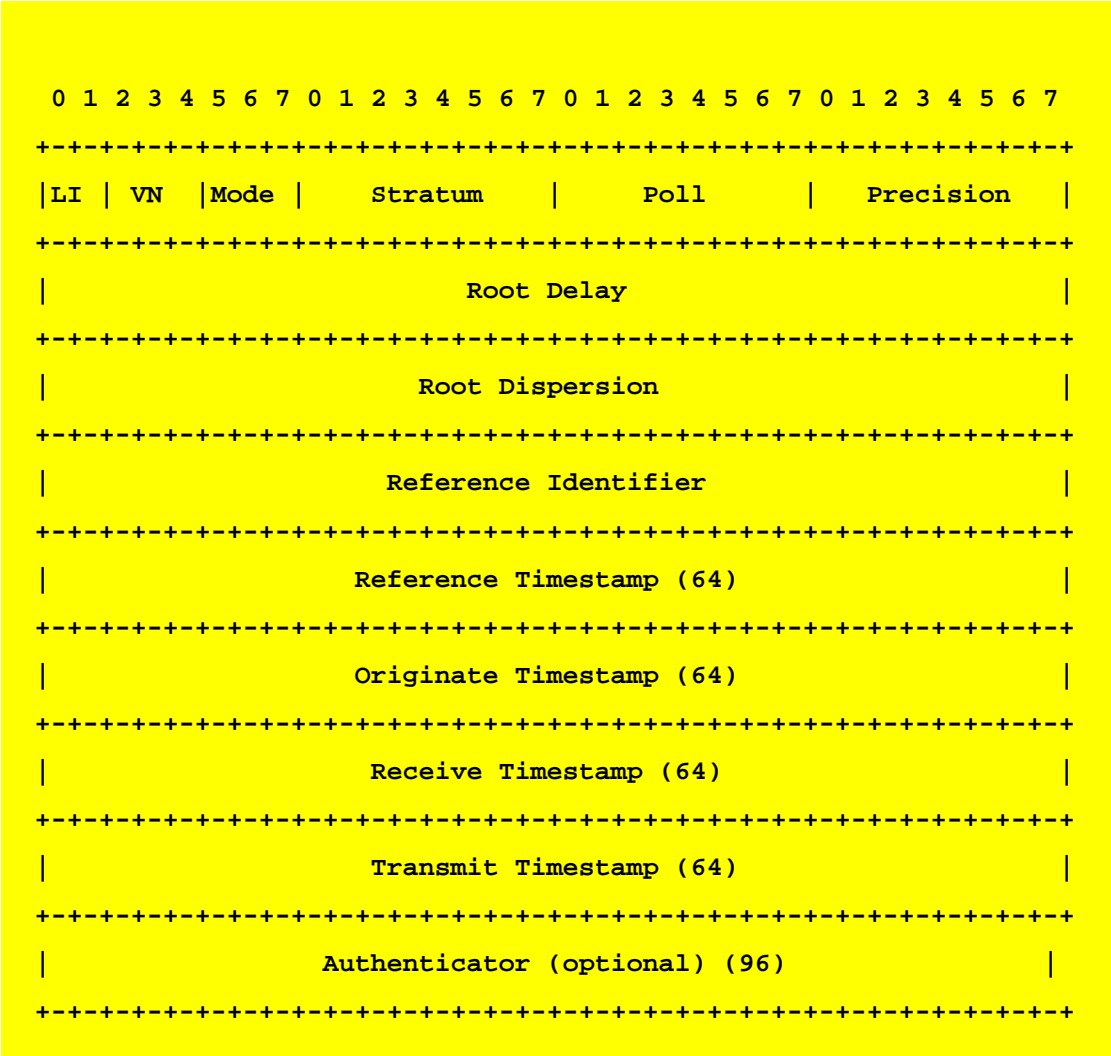 0 1 2 3 4 5 6 7 0 1 2 3 4 5 6 7 0 1 2 3 4 5 6 7 0 1 2 3 4 5 6 7
+-+-+-+-+-+-+-+-+-+-+-+-+-+-+-+-+-+-+-+-+-+-+-+-+-+-+-+-+-+-+-+-+
|LI | VN  |Mode |    Stratum    |     Poll      |   Precision   |
+-+-+-+-+-+-+-+-+-+-+-+-+-+-+-+-+-+-+-+-+-+-+-+-+-+-+-+-+-+-+-+-+
|                          Root Delay                           |
+-+-+-+-+-+-+-+-+-+-+-+-+-+-+-+-+-+-+-+-+-+-+-+-+-+-+-+-+-+-+-+-+
|                       Root Dispersion                         |
+-+-+-+-+-+-+-+-+-+-+-+-+-+-+-+-+-+-+-+-+-+-+-+-+-+-+-+-+-+-+-+-+
|                     Reference Identifier                      |
+-+-+-+-+-+-+-+-+-+-+-+-+-+-+-+-+-+-+-+-+-+-+-+-+-+-+-+-+-+-+-+-+
|                   Reference Timestamp (64)                    |
+-+-+-+-+-+-+-+-+-+-+-+-+-+-+-+-+-+-+-+-+-+-+-+-+-+-+-+-+-+-+-+-+
|                   Originate Timestamp (64)                    |
+-+-+-+-+-+-+-+-+-+-+-+-+-+-+-+-+-+-+-+-+-+-+-+-+-+-+-+-+-+-+-+-+
|                    Receive Timestamp (64)                     |
+-+-+-+-+-+-+-+-+-+-+-+-+-+-+-+-+-+-+-+-+-+-+-+-+-+-+-+-+-+-+-+-+
|                    Transmit Timestamp (64)                    |
+-+-+-+-+-+-+-+-+-+-+-+-+-+-+-+-+-+-+-+-+-+-+-+-+-+-+-+-+-+-+-+-+
|                 Authenticator (optional) (96)                |
+-+-+-+-+-+-+-+-+-+-+-+-+-+-+-+-+-+-+-+-+-+-+-+-+-+-+-+-+-+-+-+-+